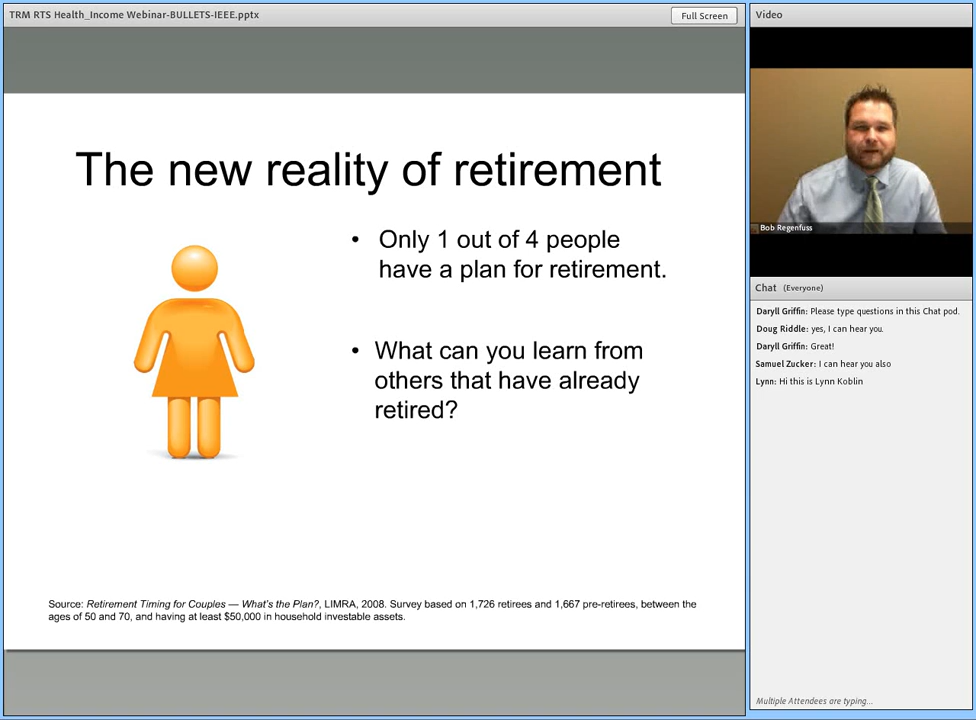 TRM RTS Health_Income Webinar-BULLETS-IEEE.pptx
Full Screen
The new reality of retirement
• Only 1 out of 4 people
have a plan for retirement.
• What can you learn from
others that have already
retired?
Source: Retirement Timing for Couples — What's the Plan?, LIMRA, 2008. Survey based on 1,726 retirees and 1,667 pre-retirees, between the
ages of 50 and 70, and having at least $50,000 in household investable assets.
Video
Bob Regenfuss
Chat (Everyone)
Daryll Griffin: Please type questions in this Chat pod.
Doug Riddle: yes, I can hear you.
Daryll Griffin: Great!
Samuel Zucker: I can hear you also
Lynn: Hi this is Lynn Koblin
Multiple Attendees are typing...